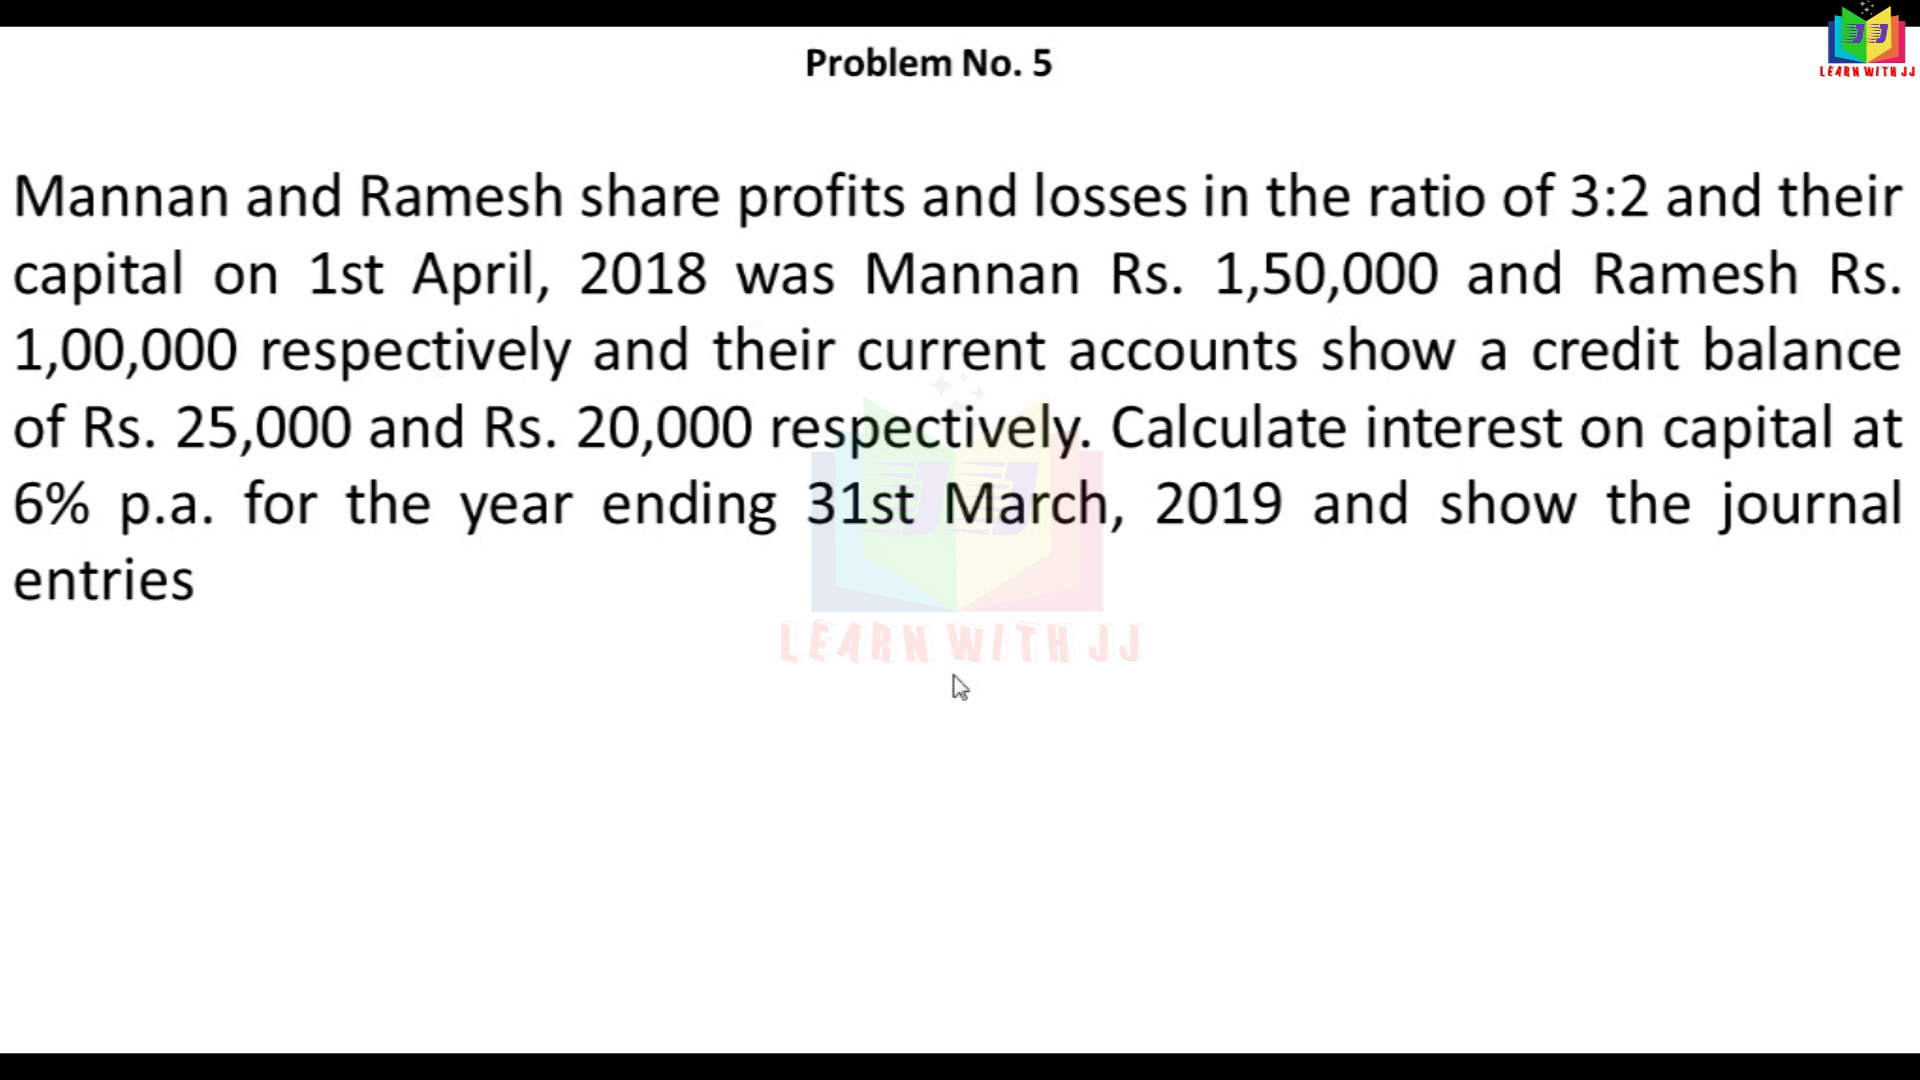 Problem No. 5
LEARN WITH JJ
Mannan and Ramesh share profits and losses in the ratio of 3:2 and their
capital on 1st April, 2018 was Mannan Rs. 1,50,000 and Ramesh Rs.
1,00,000 respectively and their current accounts show a credit balance
of Rs. 25,000 and Rs. 20,000 respectively. Calculate interest on capital at
6% p.a. for the year ending 31st March, 2019 and show the journal
entries
JJ
LEARN WITH JJ